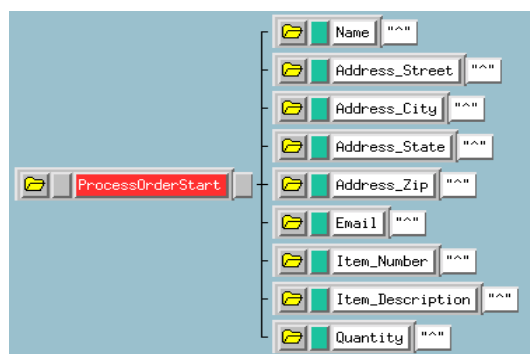 Name "^"
Address_Street "^"
Address_City "^"
Address_State "^"
ProcessOrderStart
Address_Zip "^"
Email "^"
Item_Number "^"
Item_Description "^"
Quantity "^"